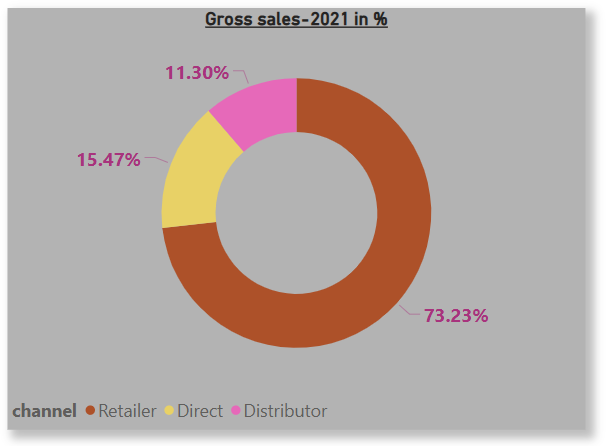 Gross sales-2021 in %
11.30%
15.47%
73.23%
channel Retailer Direct Distributor